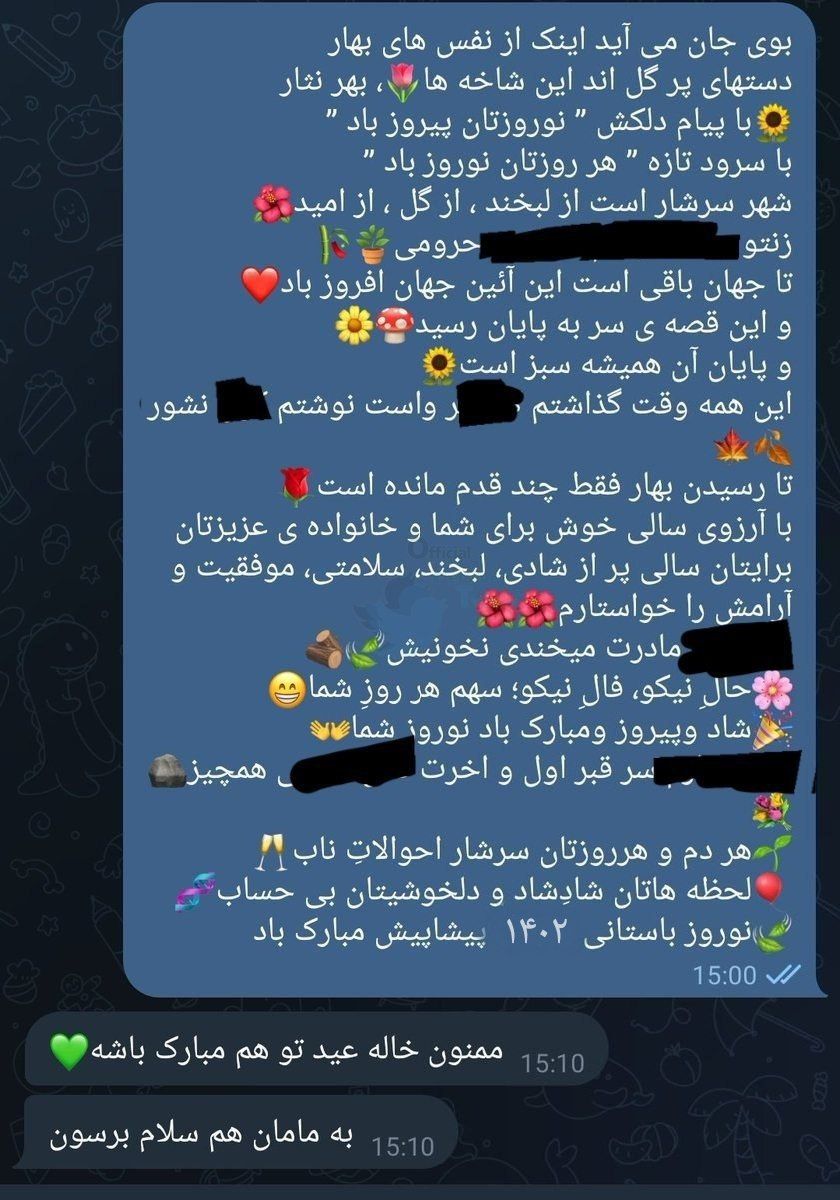 بوی جان می آید اینک از نفس های بهار
دستهای پر گل اند این شاخه ها🌷، بهر نثار
🌻با پیام دلکش ” نوروزتان پیروز باد ”
با سرود تازه ” هر روزتان نوروز باد ”
شهر سرشار است از لبخند ، از گل ، از امید🌺
زنتو حرومی🪴🎋
تا جهان باقی است این آئین جهان افروز باد❤️
و این قصه ی سر به پایان رسید🍄🌼
و پایان آن همیشه سبز است🌻
این همه وقت گذاشتم واست نوشتم نشور
🍂🍁
تا رسیدن بهار فقط چند قدم مانده است🌹
با آرزوی سالی خوش برای شما و خانواده ی عزیزتان
برایتان سالی پر از شادی، لبخند، سلامتی، موفقیت و
آرامش را خواستارم🌺🌺
مادرت میخندی نخونیش🍃🪵
🌸حالِ نیکو، فالِ نیکو؛ سهم هر روزِ شما😁
🎉شاد وپیروز ومبارک باد نوروز شما👐
سر قبر اول و اخرت همچیز🪨
💐
🌱هر دم و هرروزتان سرشار احوالاتِ ناب🥂
🎈لحظه هاتان شادِشاد و دلخوشیتان بی حساب🧬
🍃نوروز باستانی ۱۴۰۲ پیشاپیش مبارک باد
15:00
Official
ممنون خاله عید تو هم مبارک باشه💚
15:10
به مامان هم سلام برسون
15:10